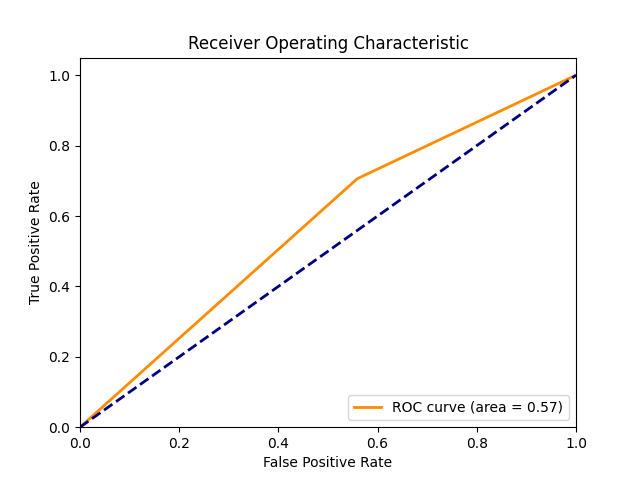 Receiver Operating Characteristic
True Positive Rate
1.0
0.8
0.6
0.4
0.2
0.0
ROC curve (area = 0.57)
0.0 0.2 0.4 0.6 0.8 1.0
False Positive Rate